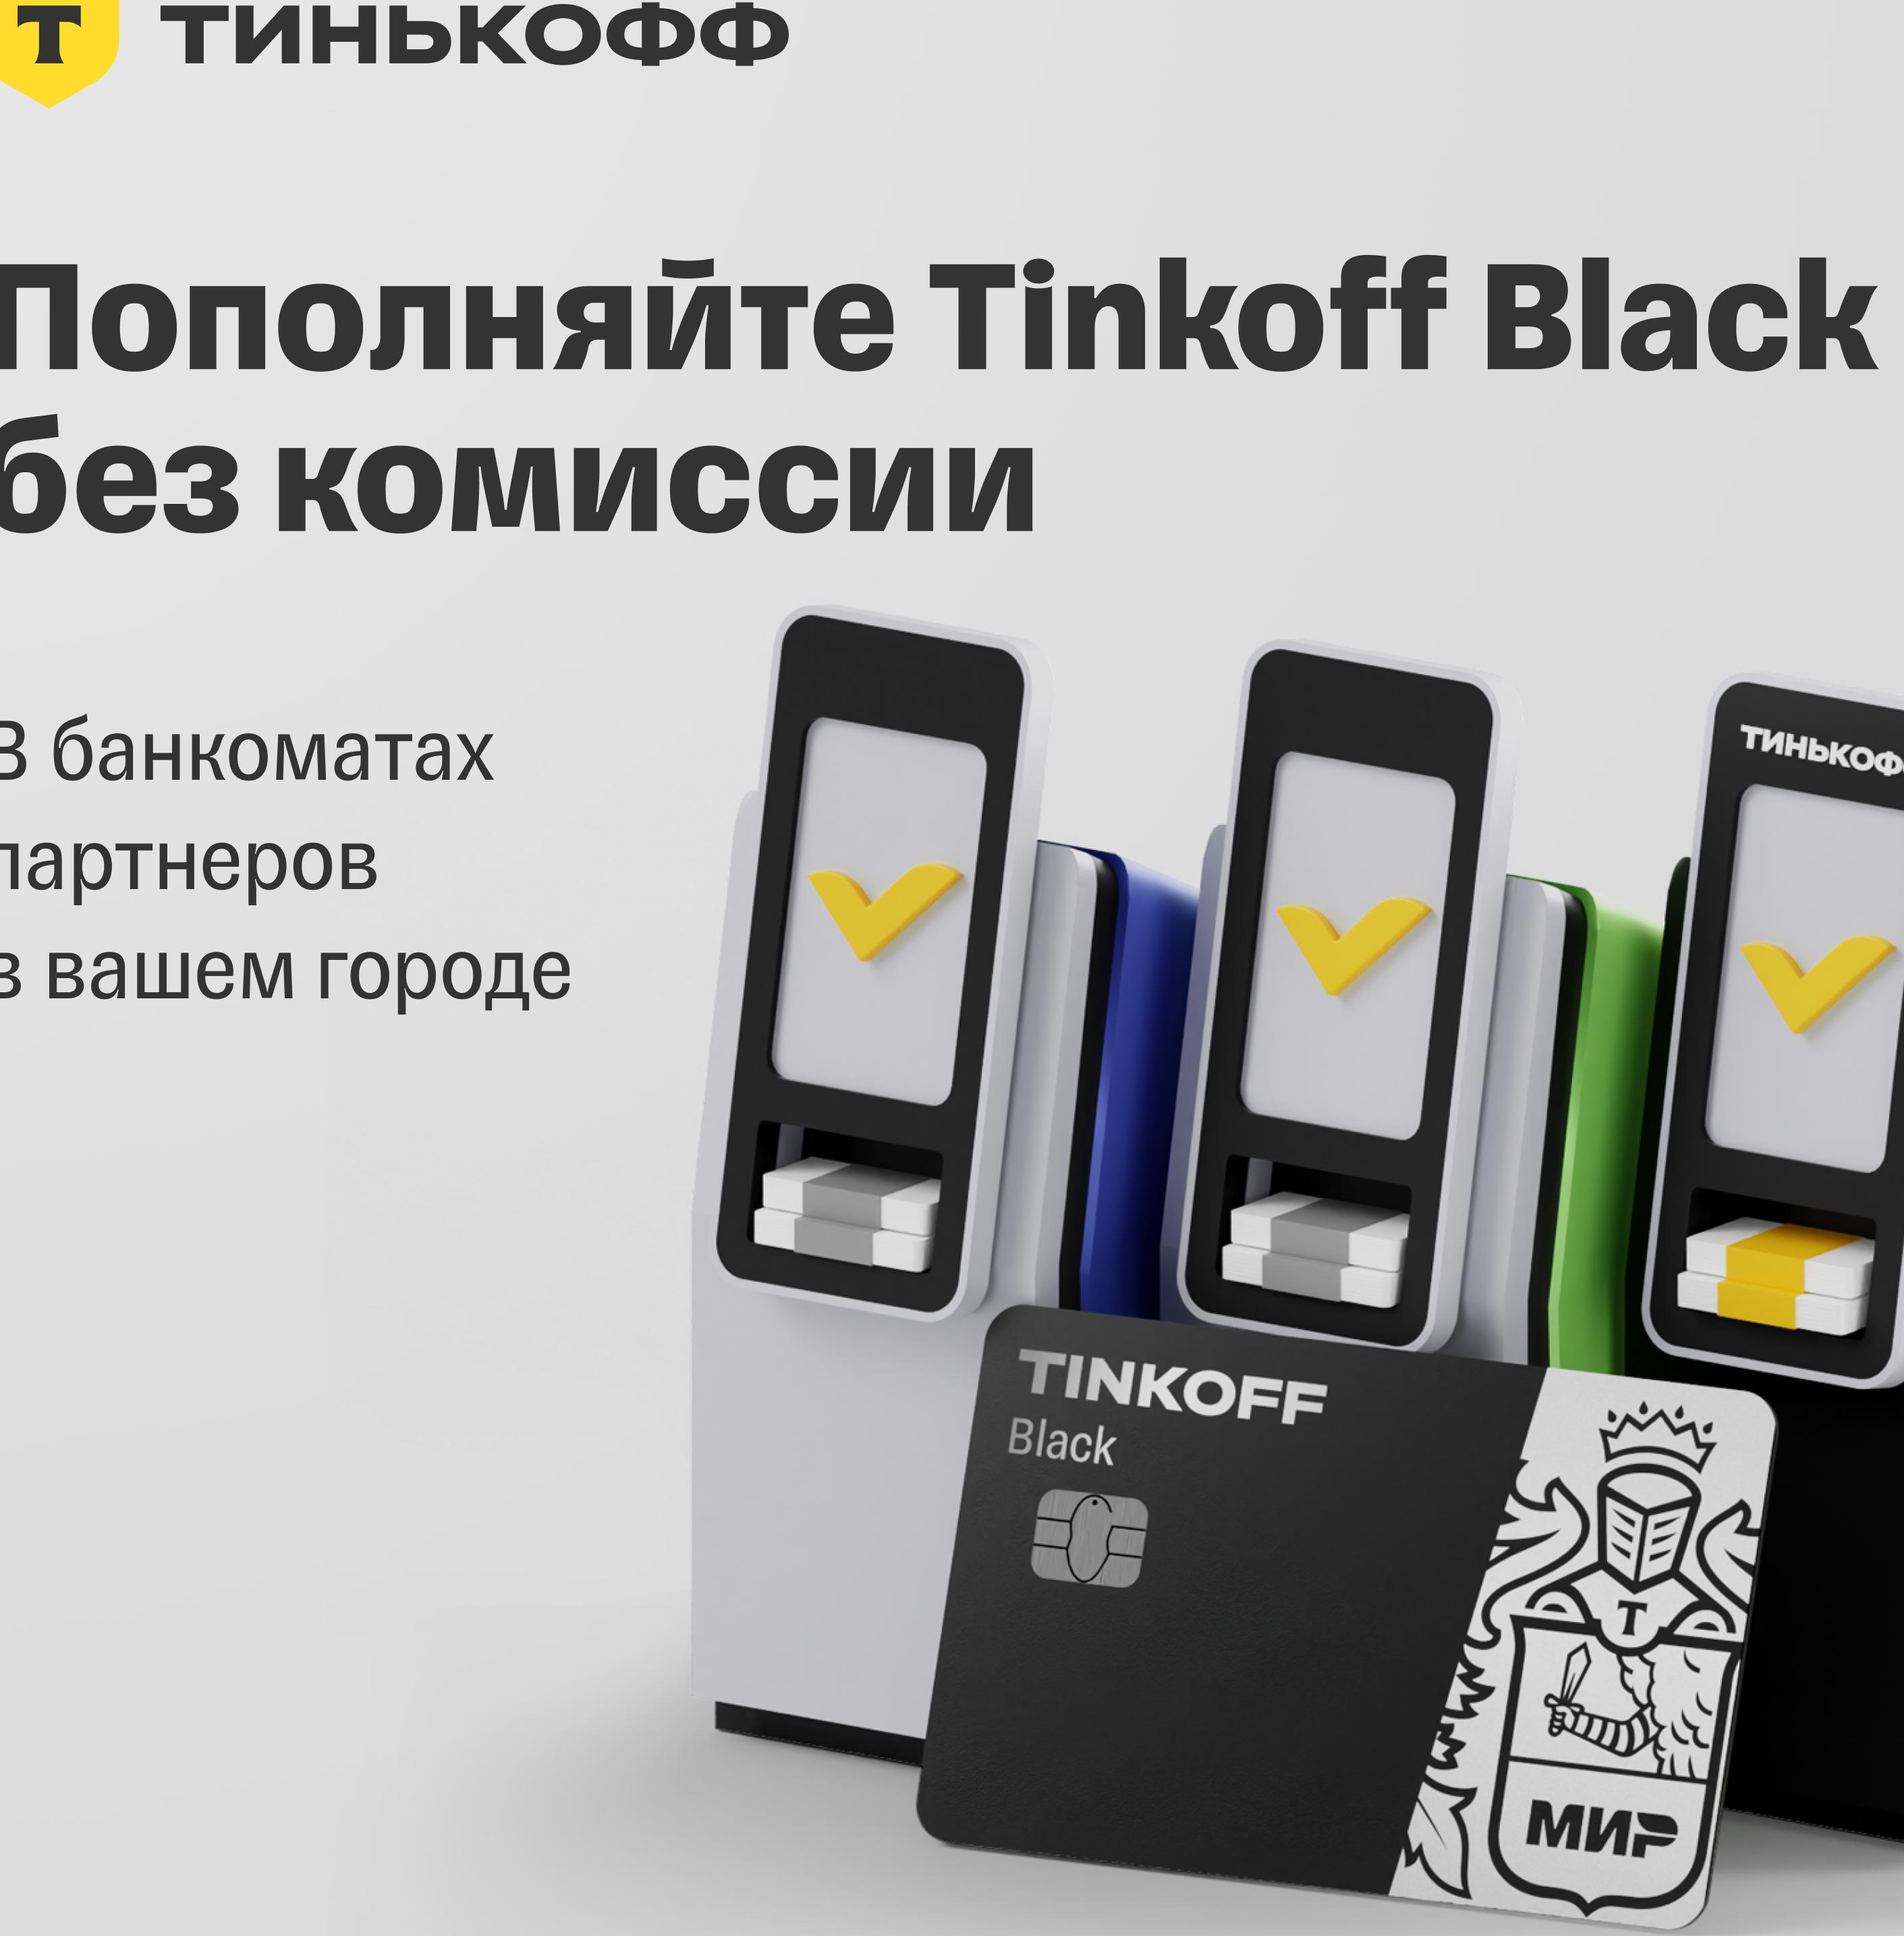 Т ТИНЬКОФФ
Пополняйте Tinkoff Black
без комиссии
В банкоматах
партнеров
в вашем городе
ТИНЬКОФ
TINKOFF
Black
Т
МИР